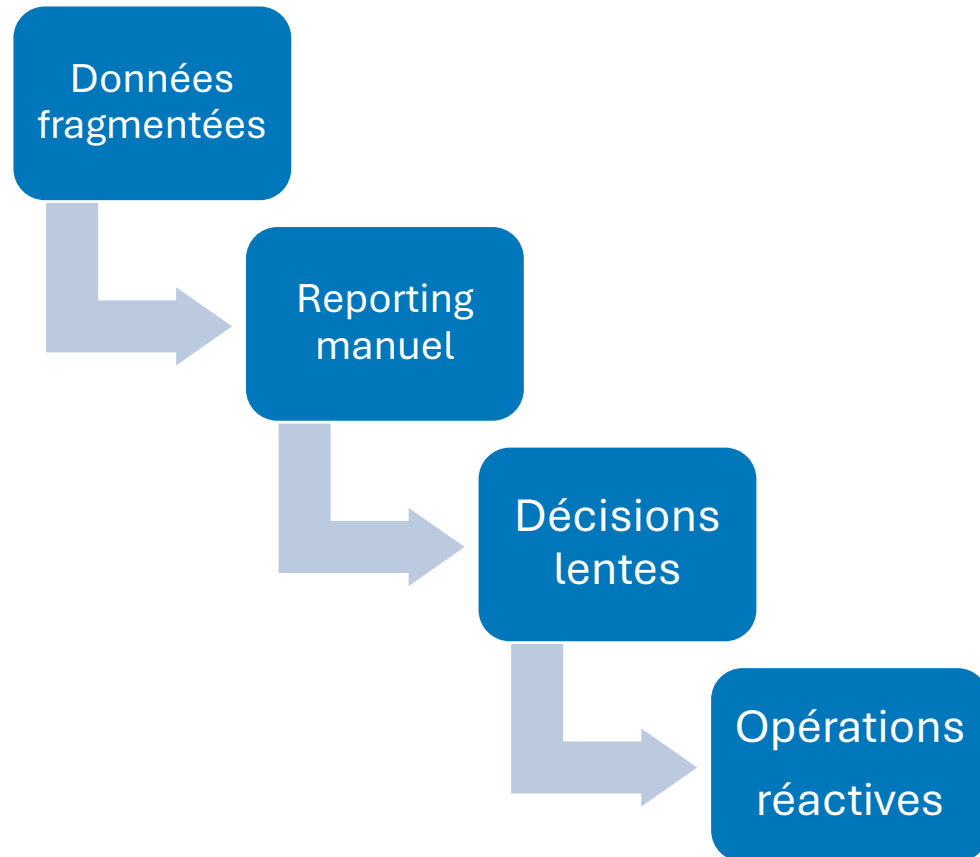 Données
fragmentées
Reporting
manuel
Décisions
lentes
Opérations
réactives